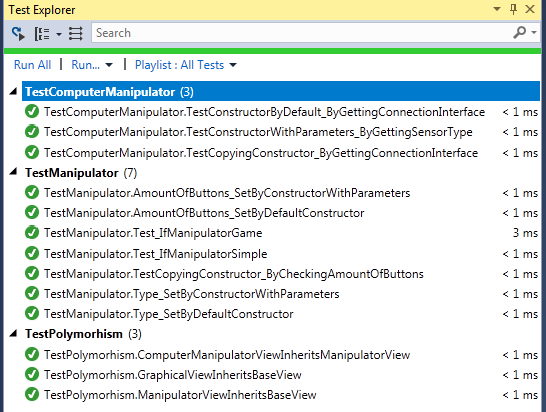 Test Explorer
Search
Run All | Run... | Playlist : All Tests
TestComputerManipulator (3)
TestComputerManipulator.TestConstructorByDefault_ByGettingConnectionInterface < 1 ms
TestComputerManipulator.TestConstructorWithParameters_ByGettingSensorType < 1 ms
TestComputerManipulator.TestCopyingConstructor_ByGettingConnectionInterface < 1 ms
TestManipulator (7)
TestManipulator.AmountOfButtons_SetByConstructorWithParameters < 1 ms
TestManipulator.AmountOfButtons_SetByDefaultConstructor < 1 ms
TestManipulator.Test_IfManipulatorGame 3 ms
TestManipulator.Test_IfManipulatorSimple < 1 ms
TestManipulator.TestCopyingConstructor_ByCheckingAmountOfButtons < 1 ms
TestManipulator.Type_SetByConstructorWithParameters < 1 ms
TestManipulator.Type_SetByDefaultConstructor < 1 ms
TestPolymorhism (3)
TestPolymorhism.ComputerManipulatorViewInheritsManipulatorView < 1 ms
TestPolymorhism.GraphicalViewInheritsBaseView < 1 ms
TestPolymorhism.ManipulatorViewInheritsBaseView < 1 ms